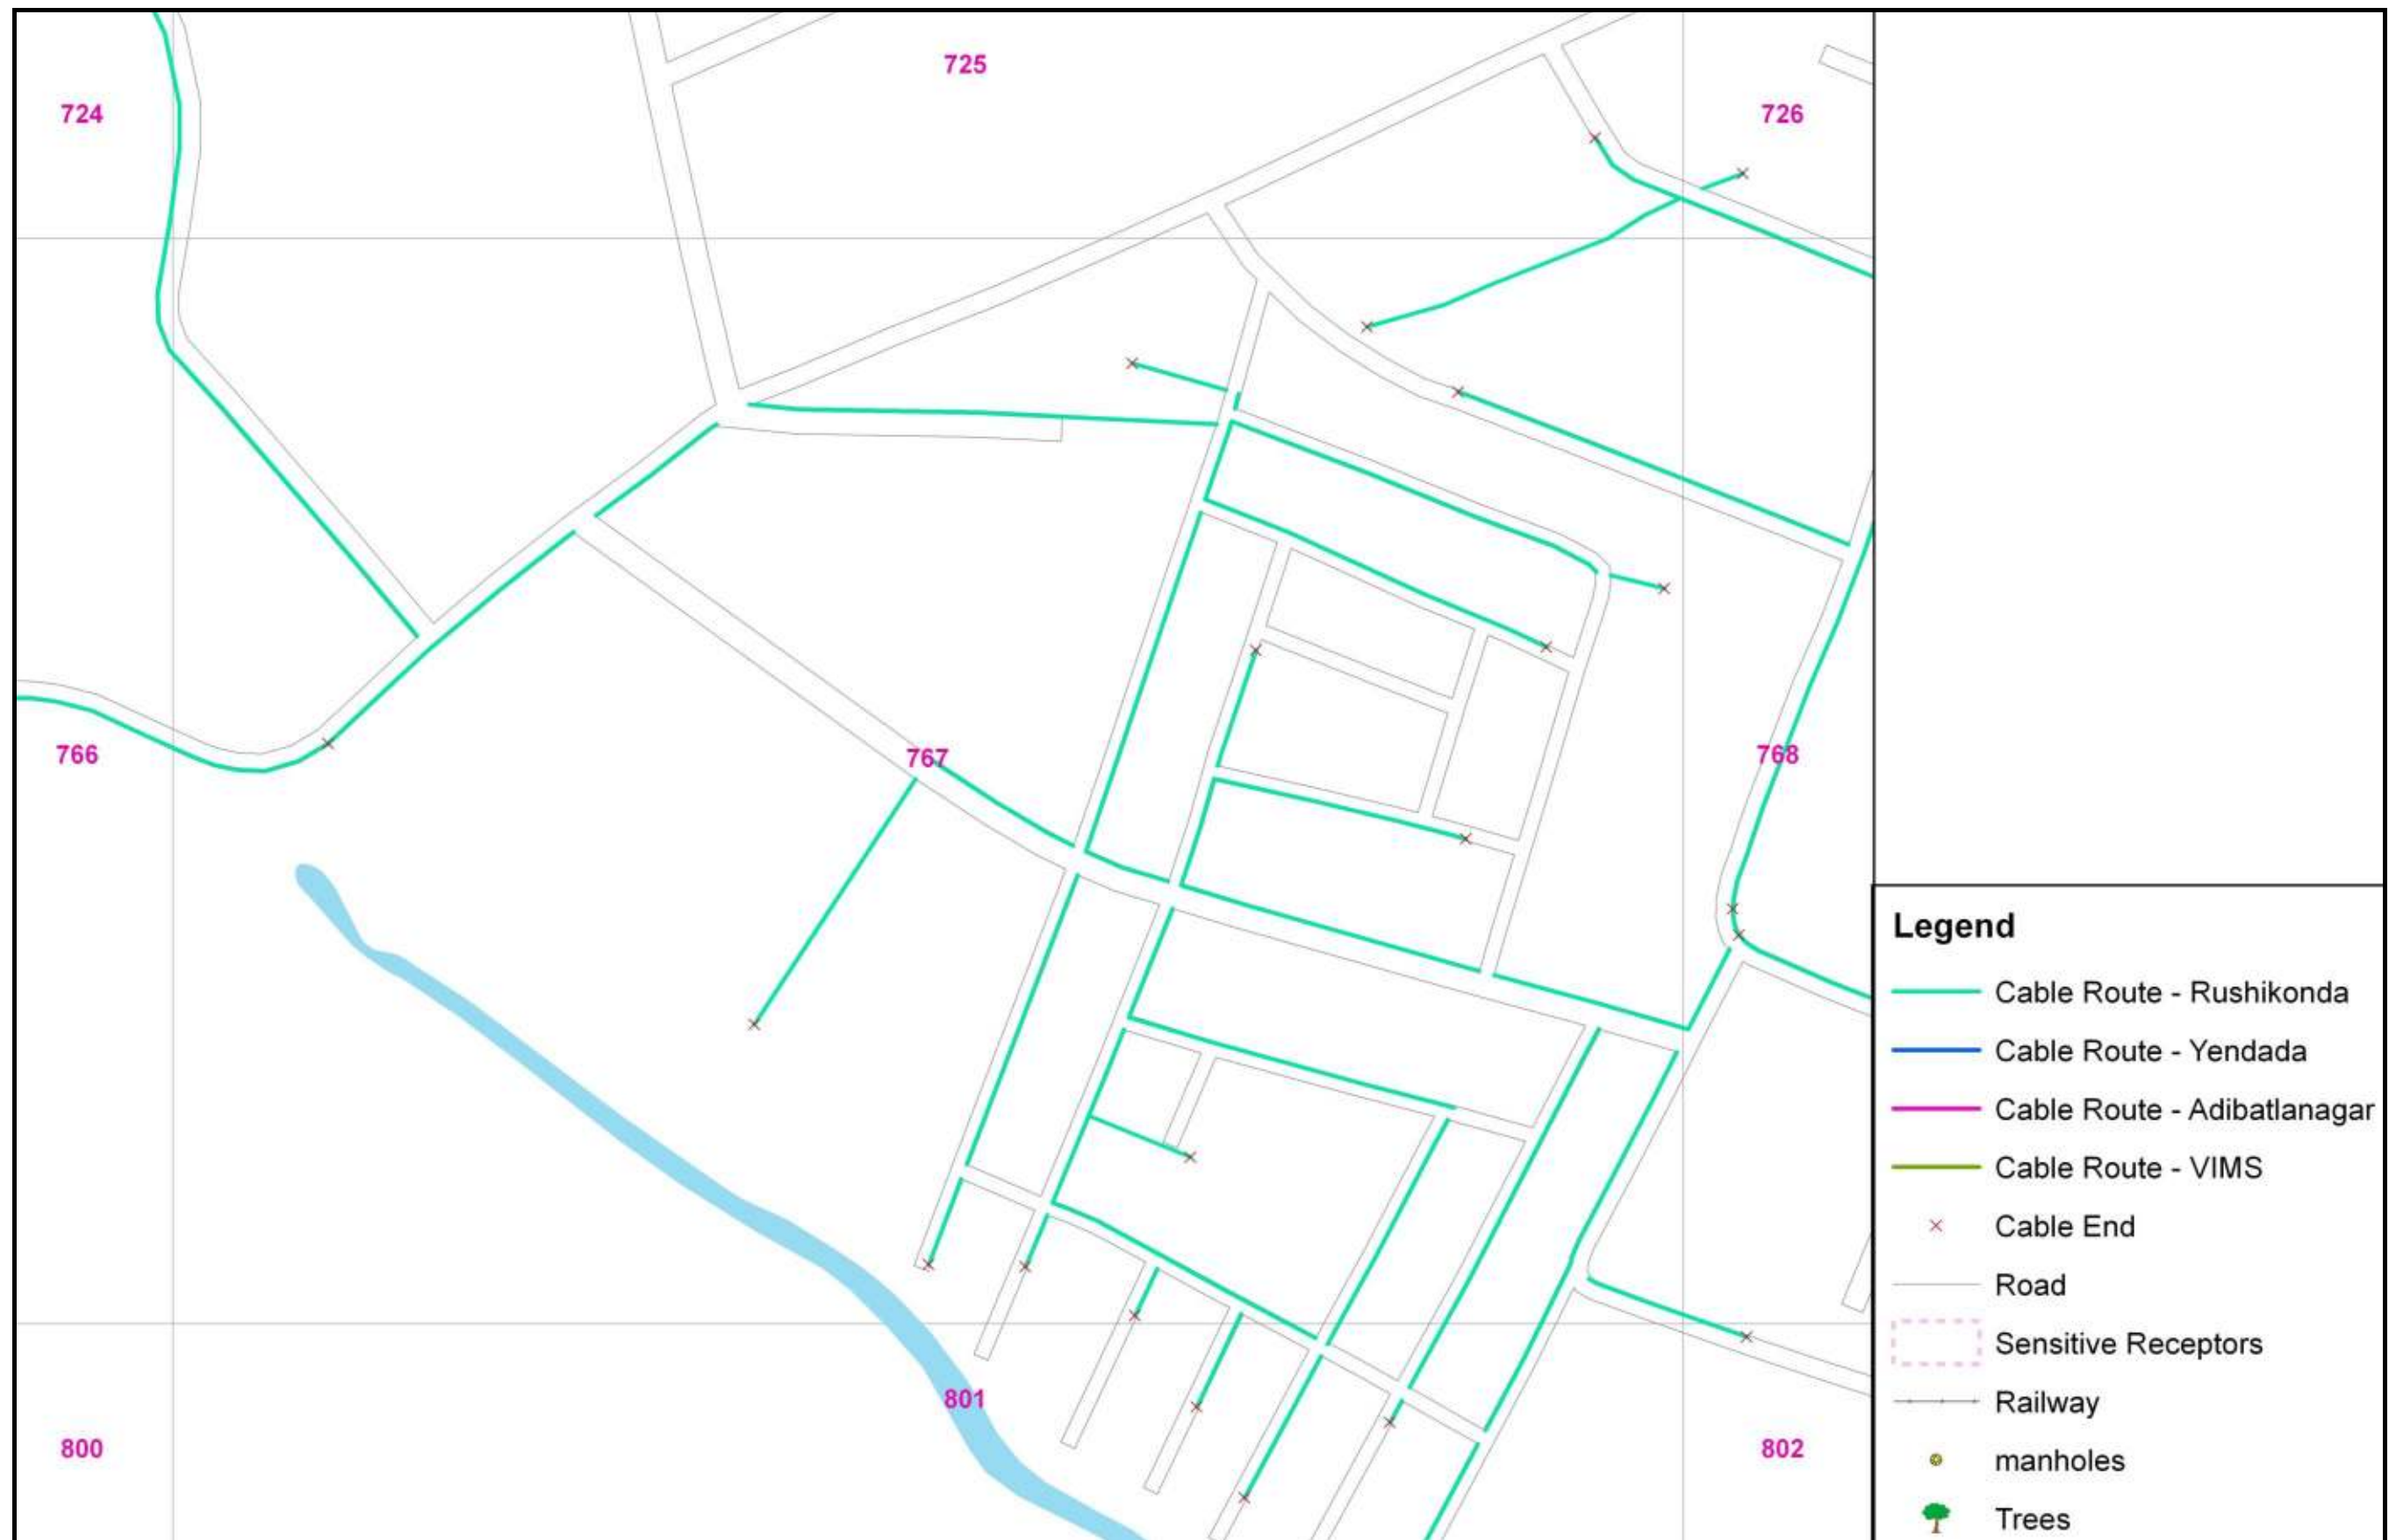 725
724
726
766
767
768
801
800
802
Legend
Cable Route - Rushikonda
Cable Route - Yendada
Cable Route - Adibatlanagar
Cable Route - VIMS
Cable End
Road
Sensitive Receptors
Railway
manholes
Trees